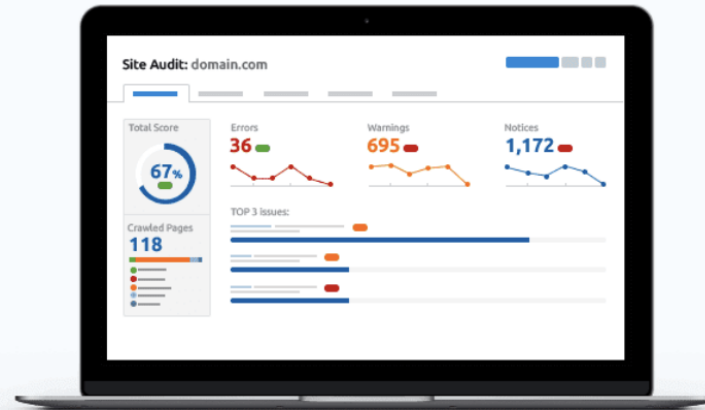 Site Audit: domain.com
Total Score
67%
Errors
36
Warnings
695
Notices
1,172
Crawled Pages
118
TOP 3 issues: